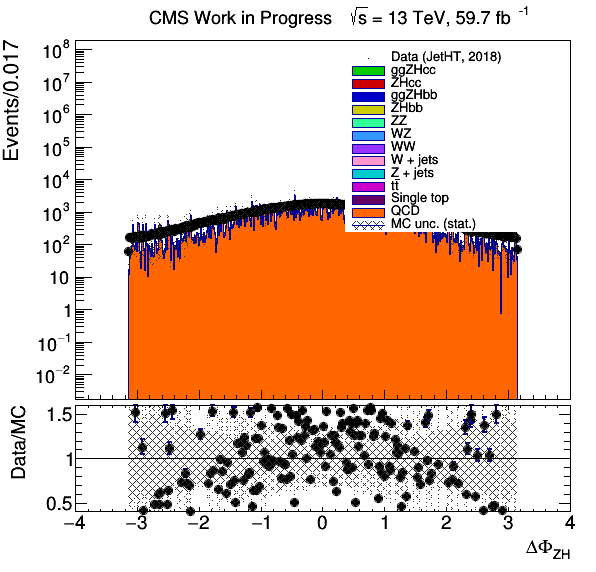 CMS Work in Progress √s = 13 TeV, 59.7 fb⁻¹
Events/0.017
10⁸
10⁷
10⁶
10⁵
10⁴
10³
10²
10
1
10⁻¹
10⁻²
Data (JetHT, 2018)
ggZHcc
ZHcc
ggZHbb
ZHbb
ZZ
WZ
WW
W + jets
Z + jets
tt̄
Single top
QCD
MC unc. (stat.)
Data/MC
1.5
1
0.5
−4 −3 −2 −1 0 1 2 3 4
ΔΦ_ZH